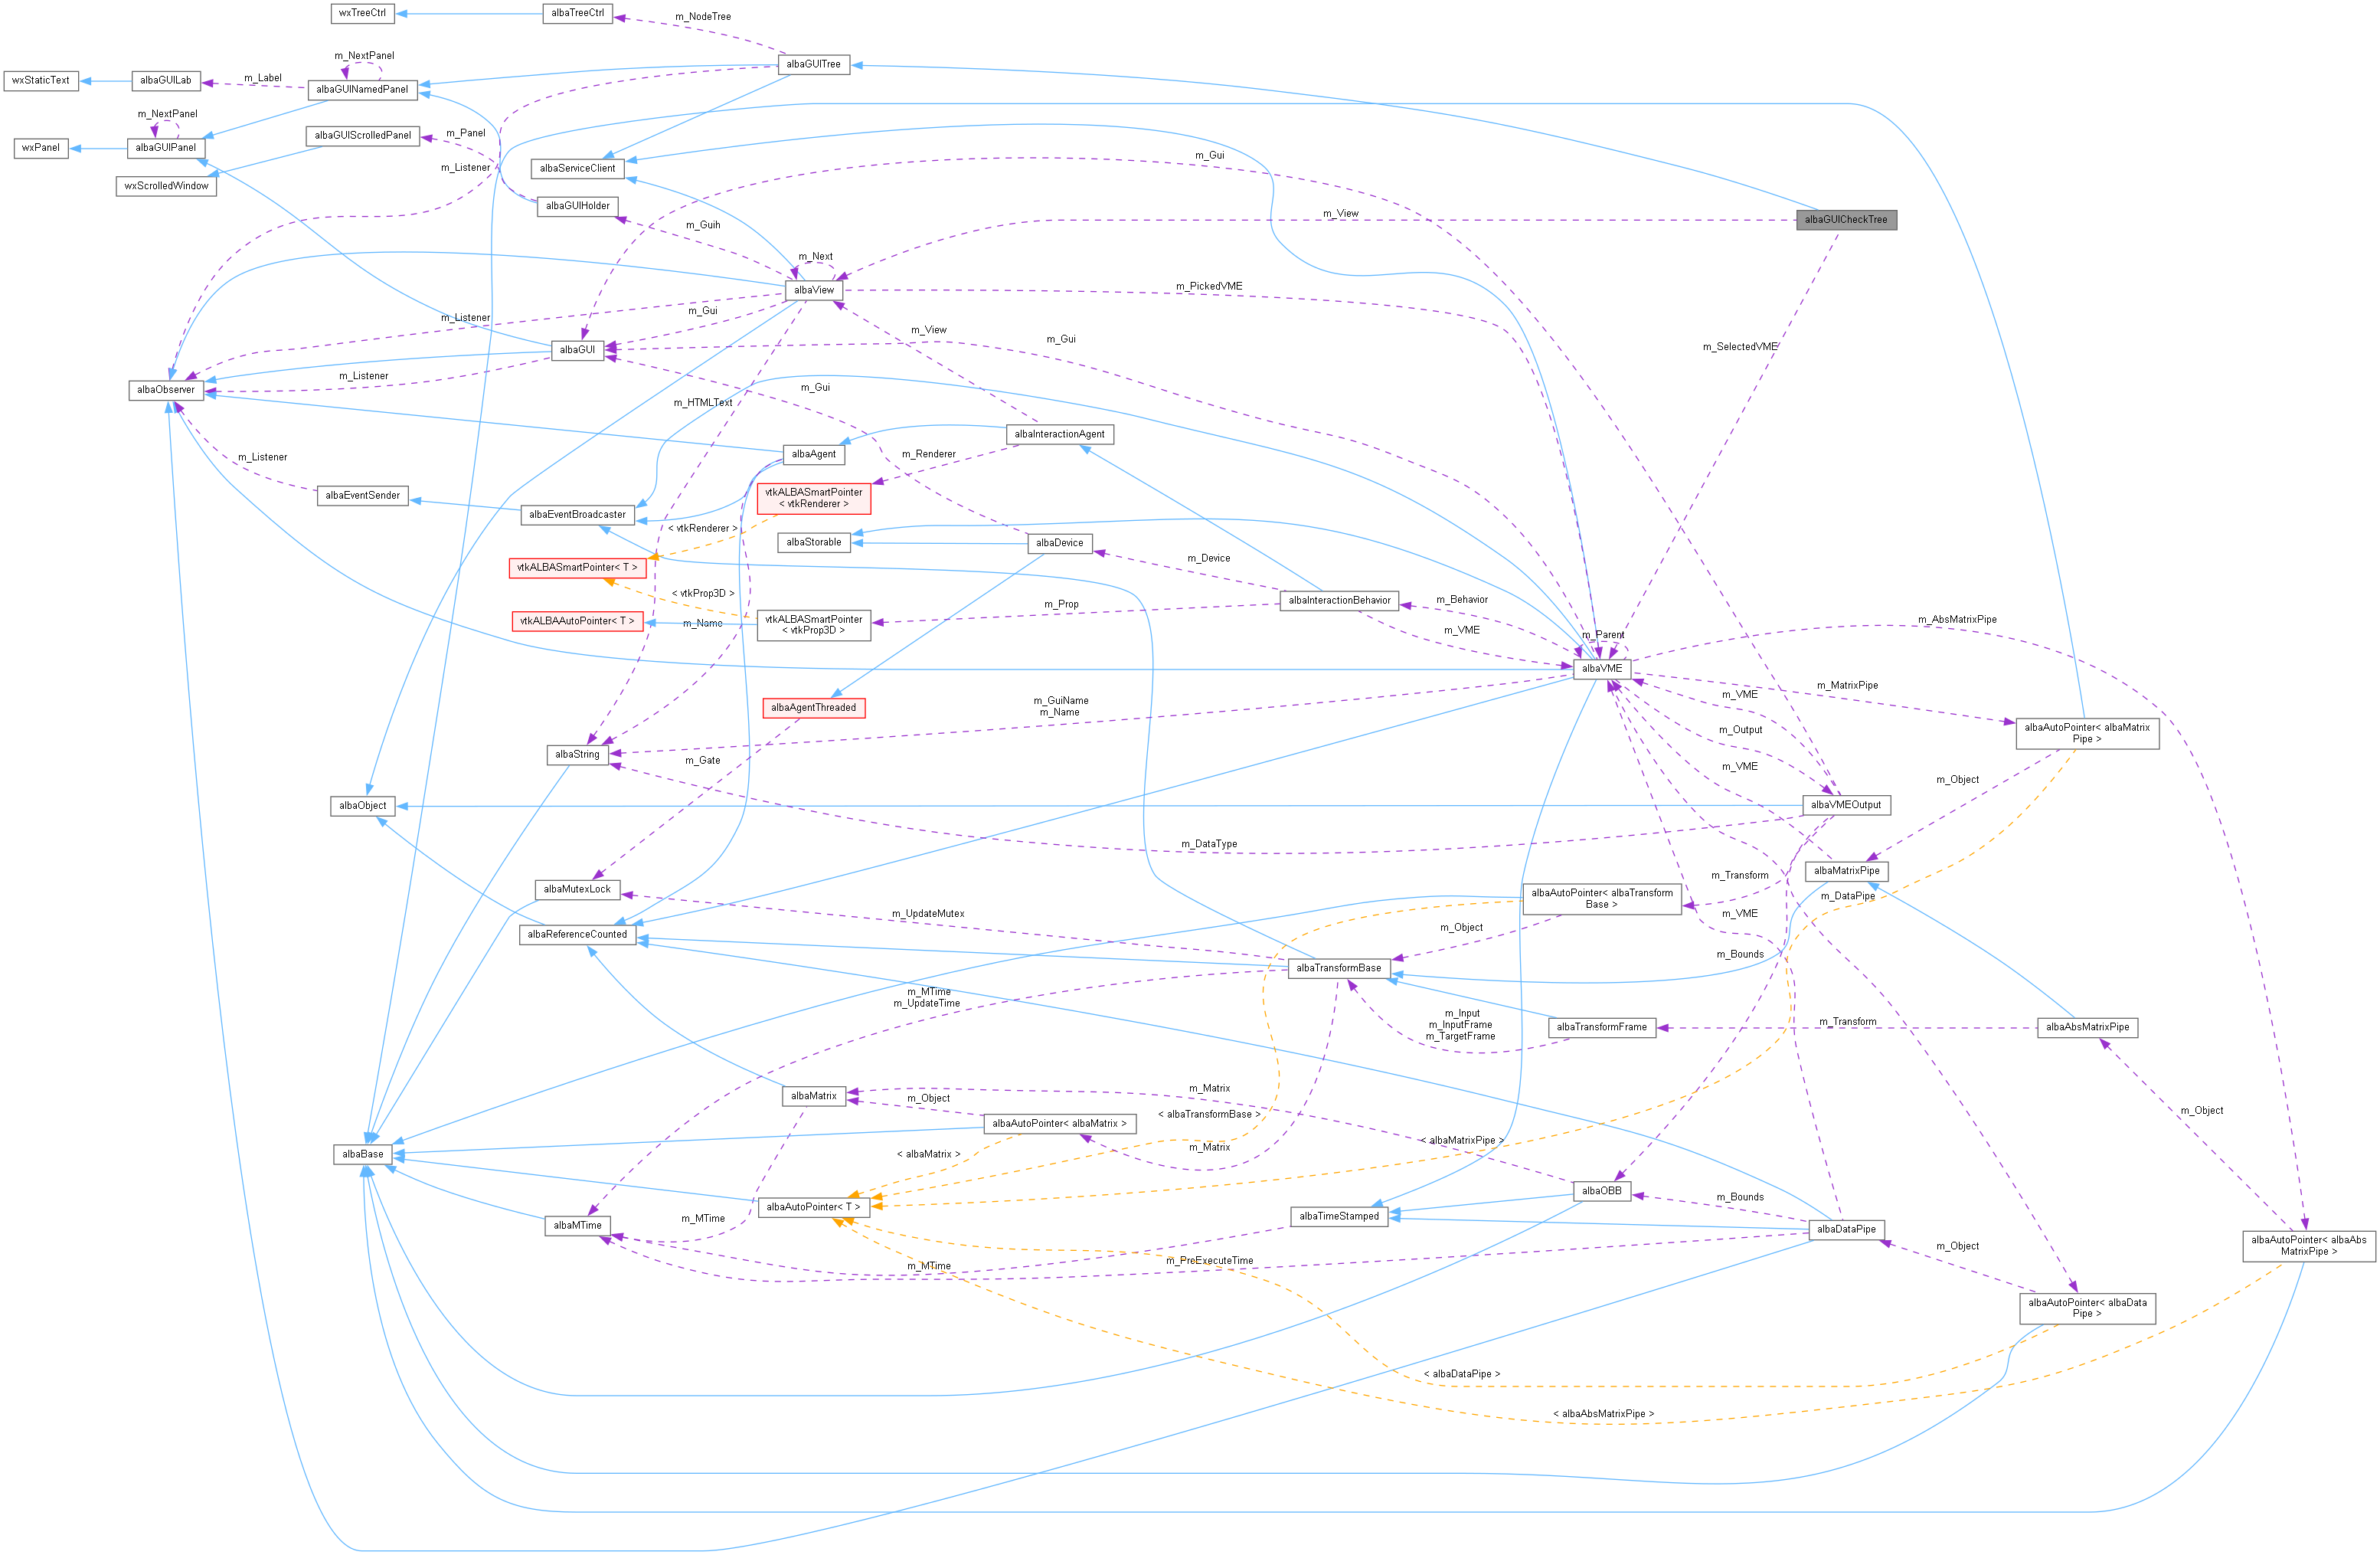 wxTreeCtrl
albaTreeCtrl
m_NodeTree
m_NextPanel
albaGUITree
wxStaticText
albaGUILab
m_Label
albaGUINamedPanel
m_NextPanel
albaGUIScrolledPanel
m_Panel
wxPanel
albaGUIPanel
m_Listener
albaServiceClient
m_Gui
wxScrolledWindow
albaGUIHolder
m_View
albaGUICheckTree
m_Guih
m_Next
albaView
m_PickedVME
m_Listener
m_Gui
m_View
m_Gui
m_SelectedVME
albaGUI
m_Listener
albaObserver
m_Gui
m_HTMLText
albaInteractionAgent
albaAgent
m_Renderer
m_Listener
albaEventSender
vtkALBASmartPointer
< vtkRenderer >
albaEventBroadcaster
< vtkRenderer >
albaStorable
albaDevice
m_Device
vtkALBASmartPointer< T >
< vtkProp3D >
albaInteractionBehavior
m_Behavior
m_Prop
vtkALBAAutoPointer< T >
m_Name
vtkALBASmartPointer
< vtkProp3D >
m_VME
m_Parent
m_AbsMatrixPipe
albaVME
m_MatrixPipe
m_VME
m_GuiName
m_Name
albaAgentThreaded
m_Output
albaAutoPointer< albaMatrix
Pipe >
albaString
m_Gate
m_VME
m_Object
albaObject
albaVMEOutput
m_DataType
albaMatrixPipe
m_Transform
albaMutexLock
albaAutoPointer< albaTransform
Base >
m_DataPipe
m_UpdateMutex
m_VME
m_Object
albaReferenceCounted
m_Bounds
albaTransformBase
m_MTime
m_UpdateTime
m_Input
m_InputFrame
m_TargetFrame
albaTransformFrame
m_Transform
albaAbsMatrixPipe
m_Matrix
albaMatrix
m_Object
albaAutoPointer< albaMatrix >
< albaTransformBase >
m_Object
< albaMatrixPipe >
m_Matrix
albaBase
< albaMatrix >
albaOBB
m_Bounds
albaAutoPointer< T >
m_MTime
albaMTime
albaTimeStamped
albaDataPipe
m_Object
albaAutoPointer< albaAbs
MatrixPipe >
m_MTime
m_PreExecuteTime
albaAutoPointer< albaData
Pipe >
< albaDataPipe >
< albaAbsMatrixPipe >